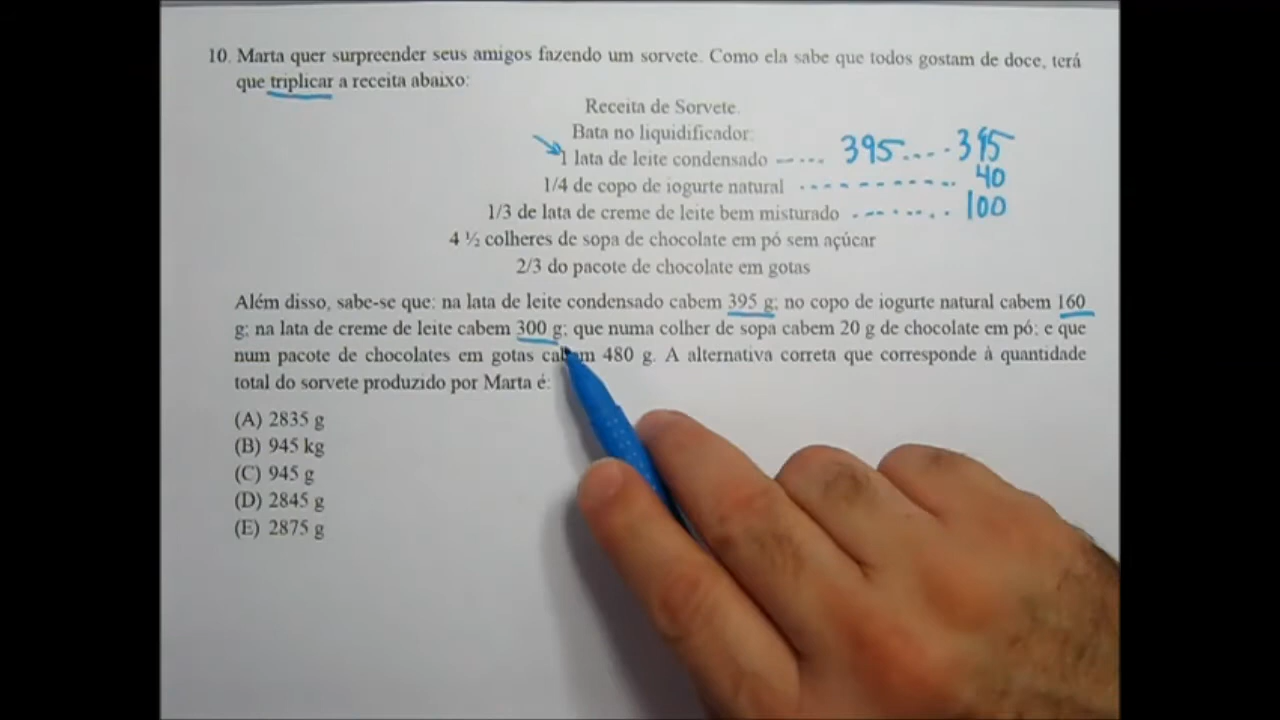 10. Marta quer surpreender seus amigos fazendo um sorvete. Como ela sabe que todos gostam de doce, terá
que triplicar a receita abaixo:
Receita de Sorvete.
Bata no liquidificador:
1 lata de leite condensado ----- 395 ---- 395
1/4 de copo de iogurte natural ---------- 40
1/3 de lata de creme de leite bem misturado ------- 100
4 ½ colheres de sopa de chocolate em pó sem açúcar
2/3 do pacote de chocolate em gotas
Além disso, sabe-se que: na lata de leite condensado cabem 395 g; no copo de iogurte natural cabem 160
g; na lata de creme de leite cabem 300 g; que numa colher de sopa cabem 20 g de chocolate em pó; e que
num pacote de chocolates em gotas cabem 480 g. A alternativa correta que corresponde à quantidade
total do sorvete produzido por Marta é:
(A) 2835 g
(B) 945 kg
(C) 945 g
(D) 2845 g
(E) 2875 g